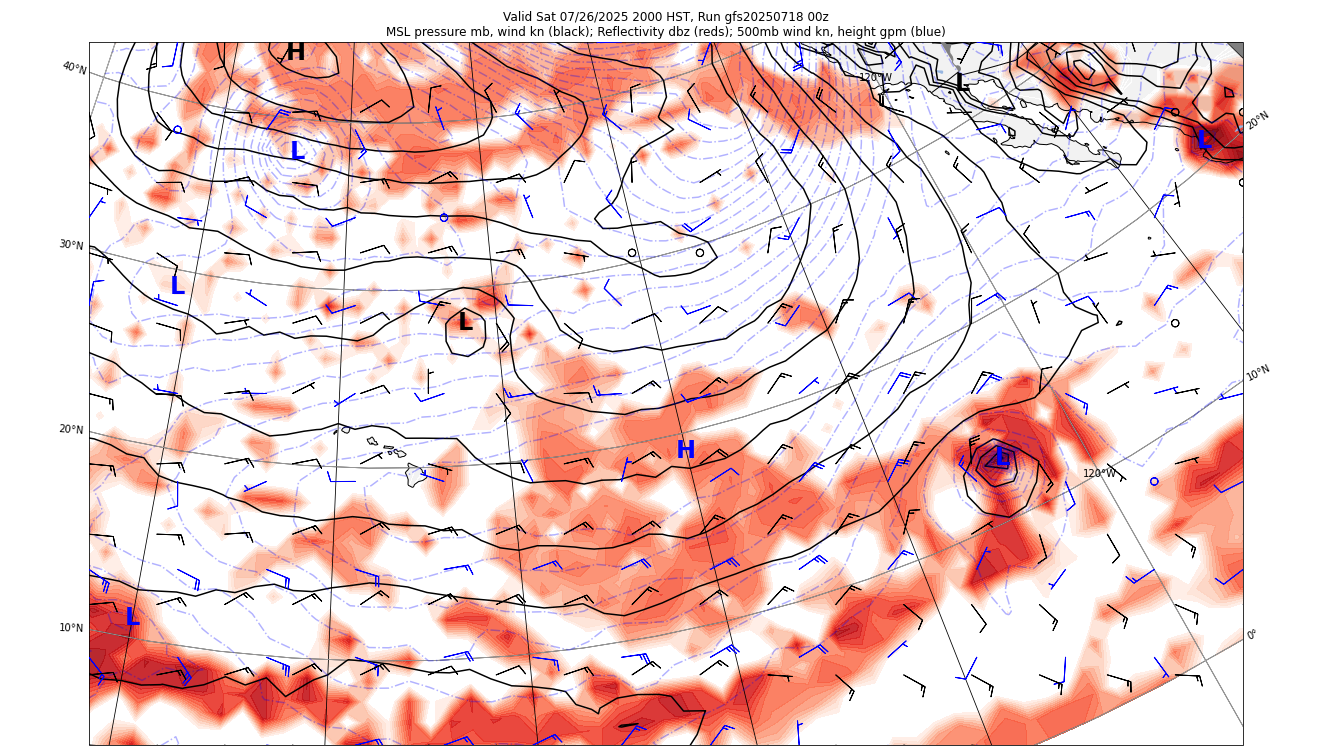 Valid Sat 07/26/2025 2000 HST, Run gfs20250718 00z
MSL pressure mb, wind kn (black); Reflectivity dbz (reds); 500mb wind kn, height gpm (blue)
H
40°N
120°W
L
20°N
L
L
30°N
L
L
10°N
20°N
H
L
120°W
L
10°N
0°